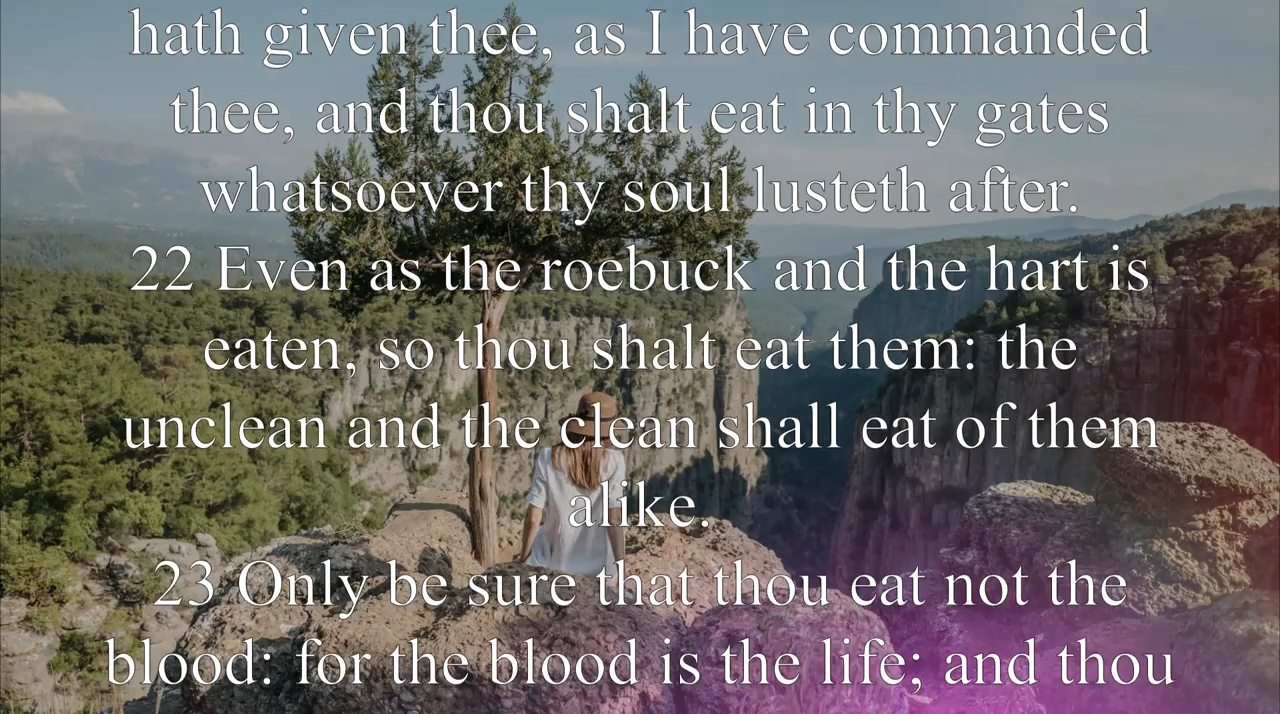 hath given thee, as I have commanded
thee, and thou shalt eat in thy gates
whatsoever thy soul lusteth after.
22 Even as the roebuck and the hart is
eaten, so thou shalt eat them: the
unclean and the clean shall eat of them
alike.
23 Only be sure that thou eat not the
blood: for the blood is the life; and thou